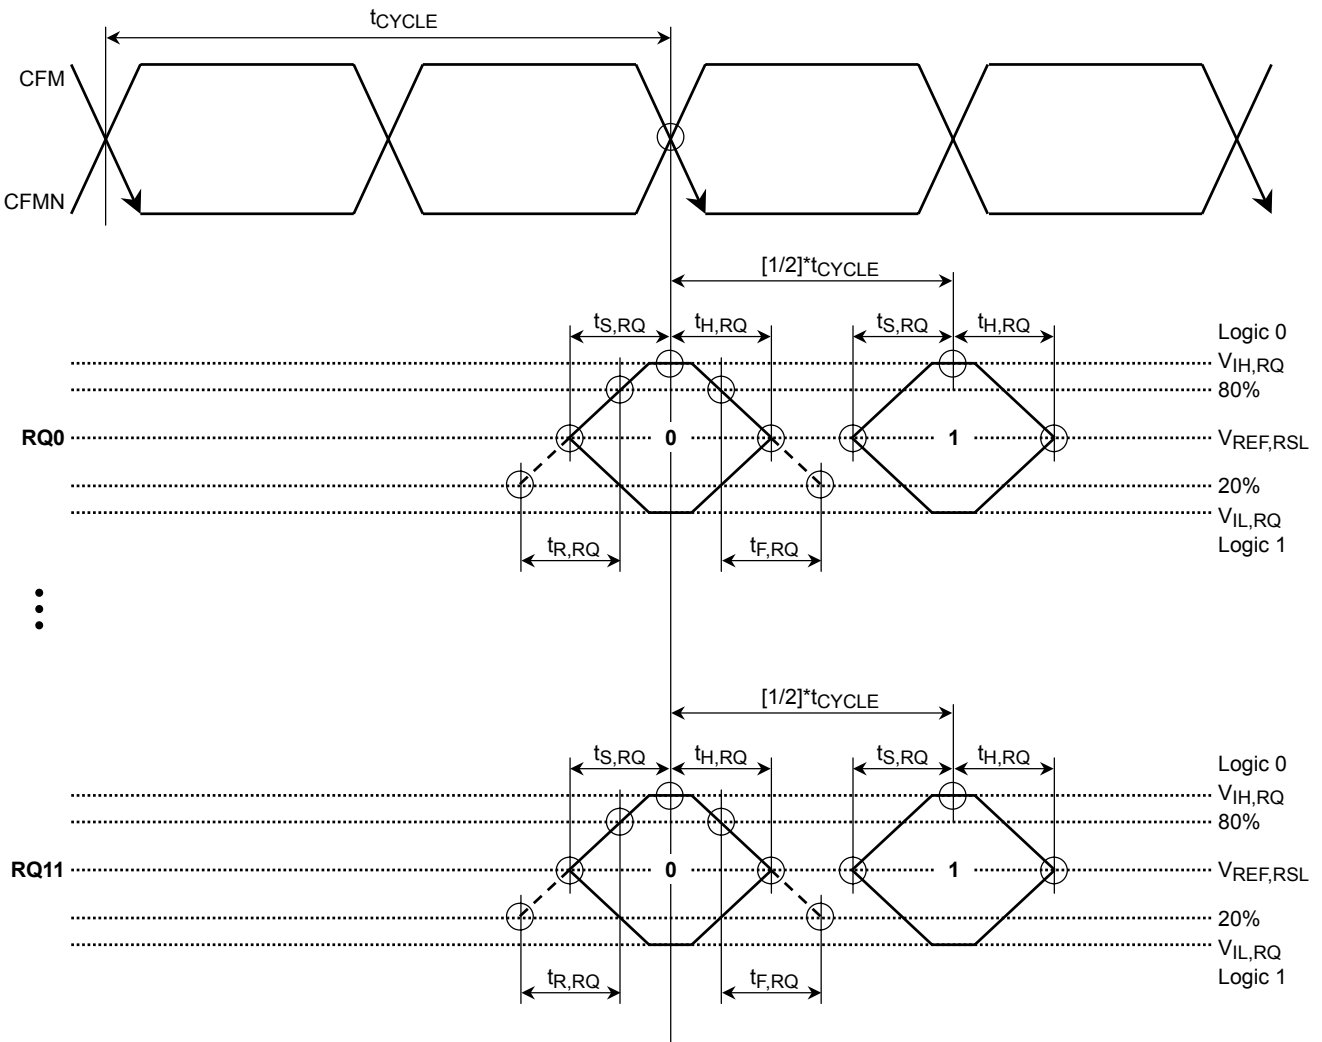 tCYCLE
CFM
CFMN
[1/2]*tCYCLE
tS,RQ tH,RQ tS,RQ tH,RQ
Logic 0
VIH,RQ
80%
RQ0 0 1 VREF,RSL
20%
VIL,RQ
Logic 1
tR,RQ tF,RQ
[1/2]*tCYCLE
tS,RQ tH,RQ tS,RQ tH,RQ
Logic 0
VIH,RQ
80%
RQ11 0 1 VREF,RSL
20%
VIL,RQ
Logic 1
tR,RQ tF,RQ